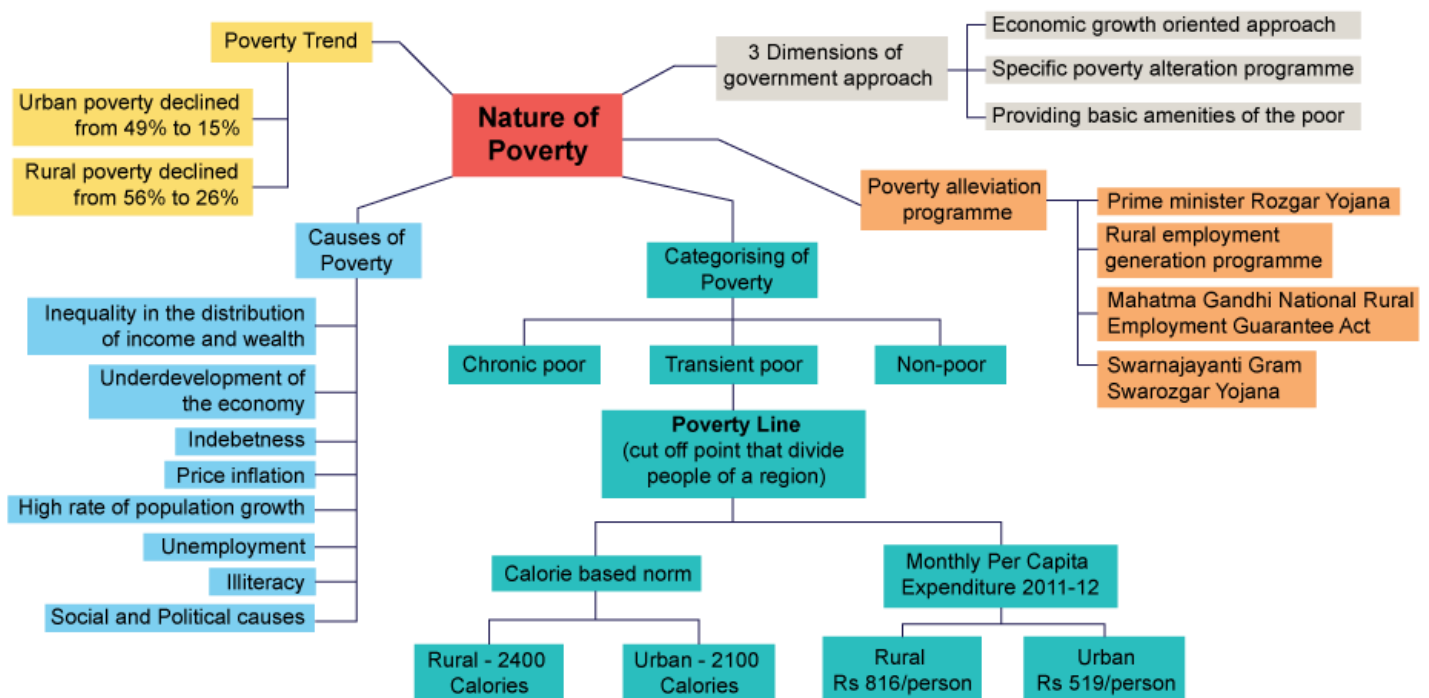 Nature of
Poverty
Poverty Trend
Urban poverty declined
from 49% to 15%
Rural poverty declined
from 56% to 26%
3 Dimensions of
government approach
Economic growth oriented approach
Specific poverty alteration programme
Providing basic amenities of the poor
Poverty alleviation
programme
Prime minister Rozgar Yojana
Rural employment
generation programme
Mahatma Gandhi National Rural
Employment Guarantee Act
Swarnajayanti Gram
Swarozgar Yojana
Causes of
Poverty
Inequality in the distribution
of income and wealth
Underdevelopment of
the economy
Indebetness
Price inflation
High rate of population growth
Unemployment
Illiteracy
Social and Political causes
Categorising of
Poverty
Chronic poor
Transient poor
Non-poor
Poverty Line
(cut off point that divide
people of a region)
Calorie based norm
Rural - 2400
Calories
Urban - 2100
Calories
Monthly Per Capita
Expenditure 2011-12
Rural
Rs 816/person
Urban
Rs 519/person